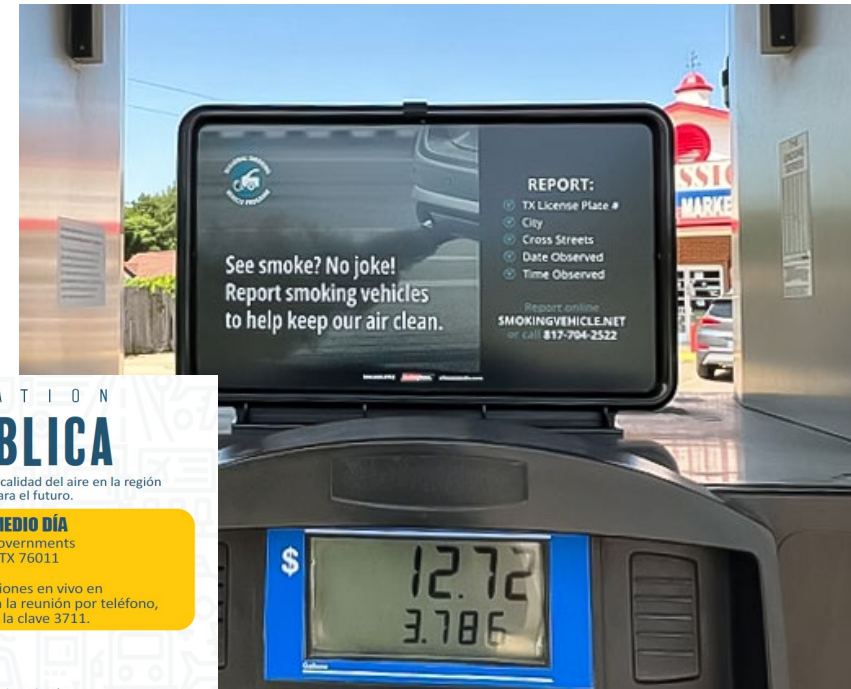 See smoke? No joke!
Report smoking vehicles
to help keep our air clean.
REPORT:
TX License Plate #
City
Cross Streets
Date Observed
Time Observed
Report online
SMOKINGVEHICLE.NET
or call 817-704-2522
MARKE
$
12.72
3.786
Gallons
A T I O N
BLICA
calidad del aire en la región
ara el futuro.
MEDIO DÍA
overnments
TX 76011
iones en vivo en
la reunión por teléfono,
la clave 3711.